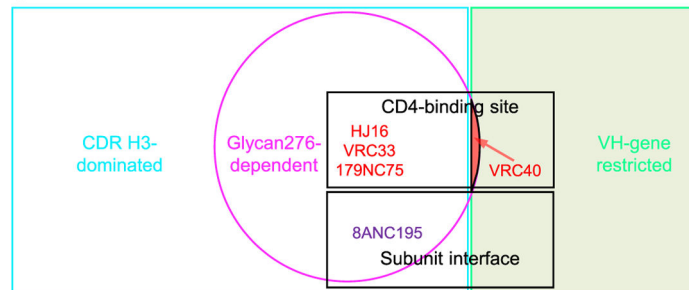 CD4-binding site
CDR H3-
dominated
Glycan276-
dependent
HJ16
VRC33
179NC75
VRC40
VH-gene
restricted
8ANC195
Subunit interface